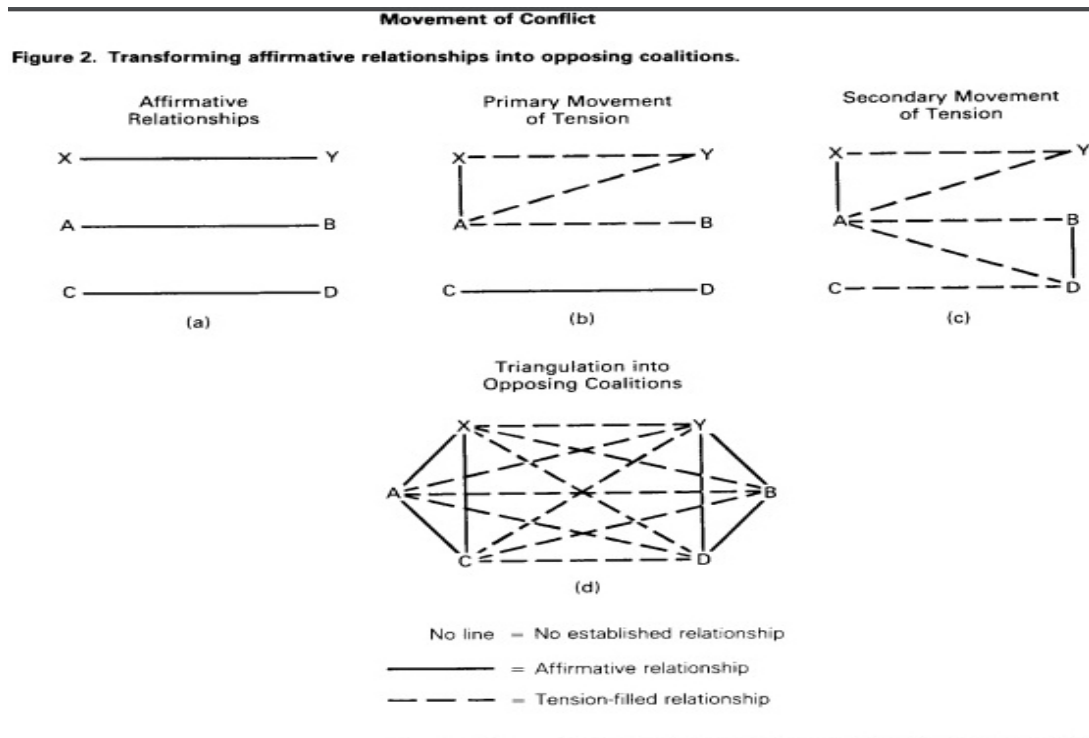 Movement of Conflict
Figure 2. Transforming affirmative relationships into opposing coalitions.
Affirmative
Relationships
X
Y
A
B
C
D
(a)
Primary Movement
of Tension
X
Y
A
B
C
D
(b)
Secondary Movement
of Tension
X
Y
A
B
C
D
(c)
Triangulation into
Opposing Coalitions
X
Y
A
B
C
D
(d)
No line = No established relationship
= Affirmative relationship
= Tension-filled relationship